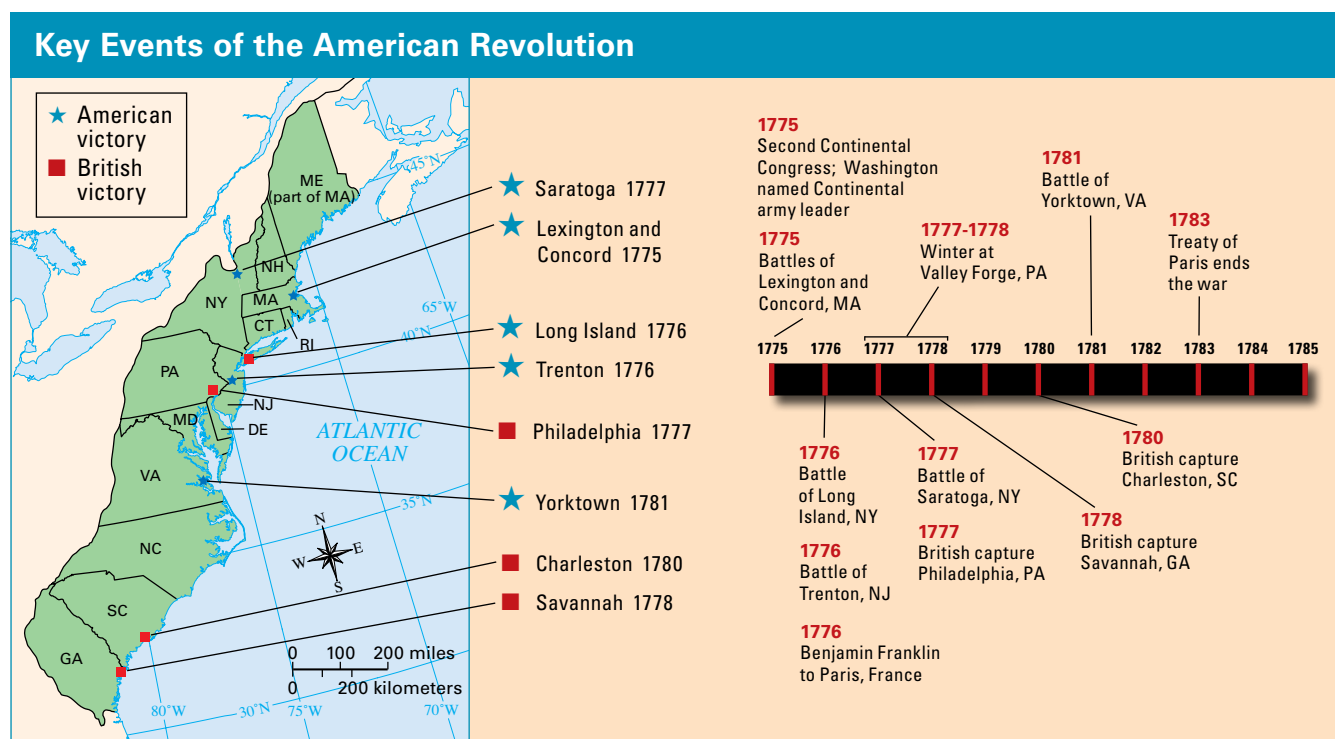 Key Events of the American Revolution
American
victory
British
victory
ME
(part of MA)
NH
NY
MA
CT
RI
PA
NJ
MD
DE
VA
NC
SC
GA
ATLANTIC
OCEAN
45°N
65°W
40°N
35°N
80°W
30°N
75°W
70°W
N
W
E
S
0 100 200 miles
0 200 kilometers
Saratoga 1777
Lexington and
Concord 1775
Long Island 1776
Trenton 1776
Philadelphia 1777
Yorktown 1781
Charleston 1780
Savannah 1778
1775
Second Continental
Congress; Washington
named Continental
army leader
1775
Battles of
Lexington and
Concord, MA
1777-1778
Winter at
Valley Forge, PA
1781
Battle of
Yorktown, VA
1783
Treaty of
Paris ends
the war
1775 1776 1777 1778 1779 1780 1781 1782 1783 1784 1785
1776
Battle
of Long
Island, NY
1776
Battle of
Trenton, NJ
1776
Benjamin Franklin
to Paris, France
1777
Battle of
Saratoga, NY
1777
British capture
Philadelphia, PA
1778
British capture
Savannah, GA
1780
British capture
Charleston, SC